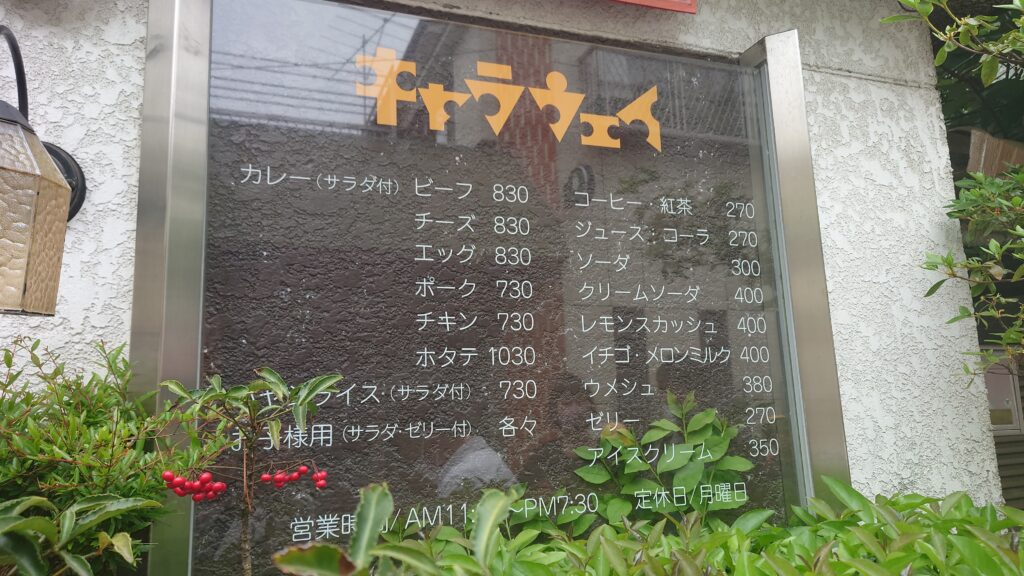 キャラウェイ
カレー(サラダ付) ビーフ 830
チーズ 830
エッグ 830
ポーク 730
チキン 730
ホタテ 1030
ライス(サラダ付) 730
様用(サラダ・ゼリー付) 各々
コーヒー・紅茶 270
ジュース・コーラ 270
ソーダ 300
クリームソーダ 400
レモンスカッシュ 400
イチゴ・メロンミルク 400
ウメシュ 380
ゼリー 270
アイスクリーム 350
営業時間/AM11: 〜PM7:30 定休日/月曜日